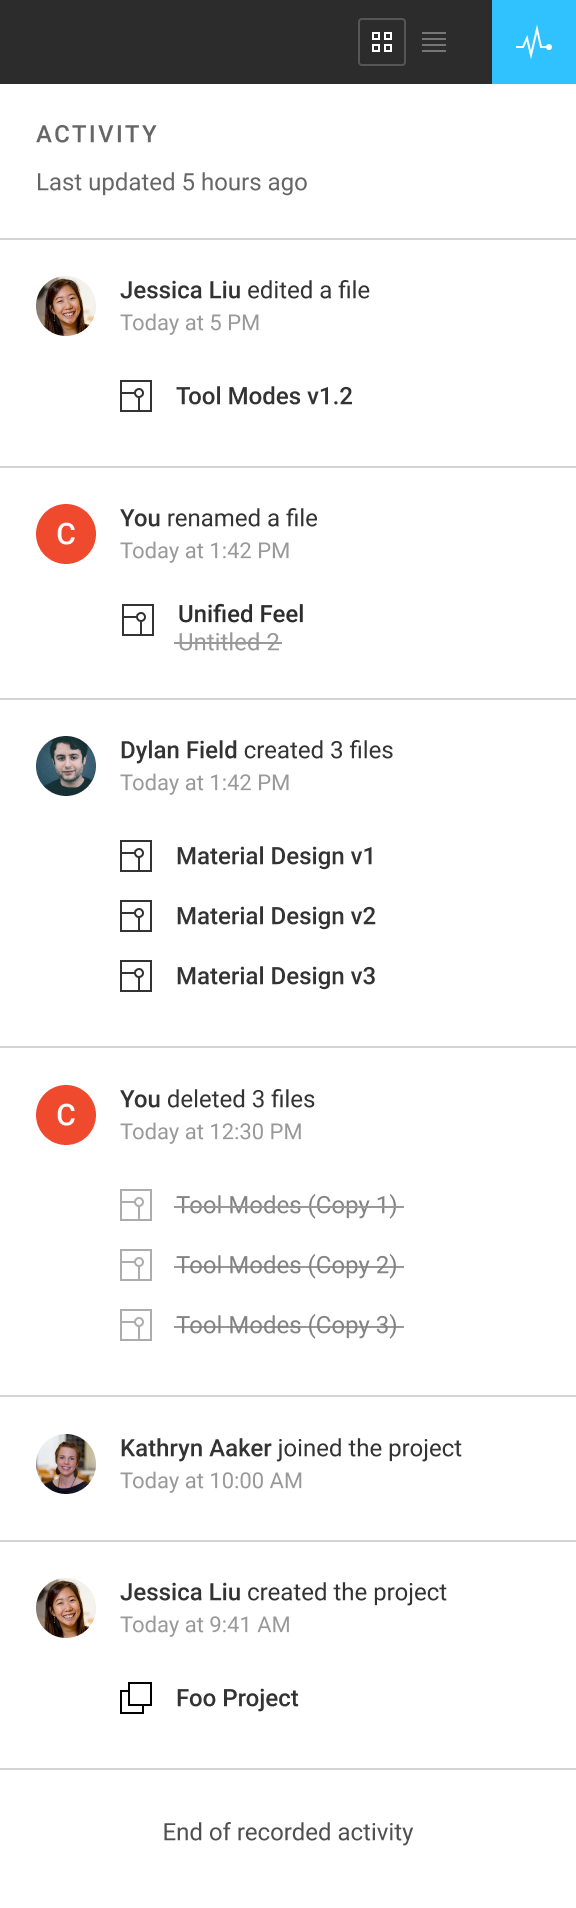 ACTIVITY
Last updated 5 hours ago
Jessica Liu edited a file
Today at 5 PM
Tool Modes v1.2
C
You renamed a file
Today at 1:42 PM
Unified Feel
Untitled 2
Dylan Field created 3 files
Today at 1:42 PM
Material Design v1
Material Design v2
Material Design v3
C
You deleted 3 files
Today at 12:30 PM
Tool Modes (Copy 1)
Tool Modes (Copy 2)
Tool Modes (Copy 3)
Kathryn Aaker joined the project
Today at 10:00 AM
Jessica Liu created the project
Today at 9:41 AM
Foo Project
End of recorded activity